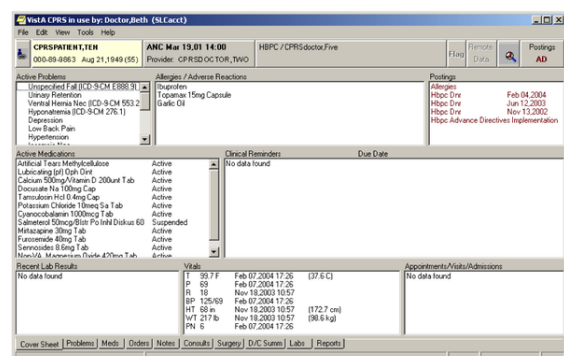 VistA CPRS in use by: Doctor,Beth (SLCacct)
File Edit View Tools Help
CPRSPATIENT,TEN
000-89-8863 Aug 21,1949 (55)
ANC Mar 19,01 14:00
Provider: CPRSDOCTOR,TWO
HBPC / CPRSdoctor,Five
Flag
Remote Data
Postings
AD
Active Problems
Unspecified Fall (ICD-9-CM E888.9)
Urinary Retention
Ventral Hernia Nec (ICD-9-CM 553.2
Hyponatremia (ICD-9-CM 276.1)
Depression
Low Back Pain
Hypertension
Allergies / Adverse Reactions
Ibuprofen
Topamax 15mg Capsule
Garlic Oil
Postings
Allergies
Hbpc Dnr Feb 04,2004
Hbpc Dnr Jun 12,2003
Hbpc Dnr Nov 13,2002
Hbpc Advance Directives Implementation
Active Medications
Artificial Tears Methylcellulose Active
Lubricating (pf) Oph Oint Active
Calcium 500mg/Vitamin D 200unt Tab Active
Docusate Na 100mg Cap Active
Tamsulosin Hcl 0.4mg Cap Active
Potassium Chloride 10meq Sa Tab Active
Cyanocobalamin 1000mcg Tab Active
Salmeterol 50mcg/Blstr Po Inhl Diskus 60 Suspended
Mirtazapine 30mg Tab Active
Furosemide 40mg Tab Active
Sennosides 8.6mg Tab Active
Non-VA Magnesium Oxide 420mg Tab Active
Clinical Reminders Due Date
No data found
Recent Lab Results
No data found
Vitals
T 99.7 F Feb 07,2004 17:26 (37.6 C)
P 69 Feb 07,2004 17:26
R 18 Nov 18,2003 10:57
BP 125/69 Feb 07,2004 17:26
HT 68 in Nov 18,2003 10:57 (172.7 cm)
WT 217 lb Nov 18,2003 10:57 (98.6 kg)
PN 6 Feb 07,2004 17:26
Appointments/Visits/Admissions
No data found
Cover Sheet Problems Meds Orders Notes Consults Surgery D/C Summ Labs Reports